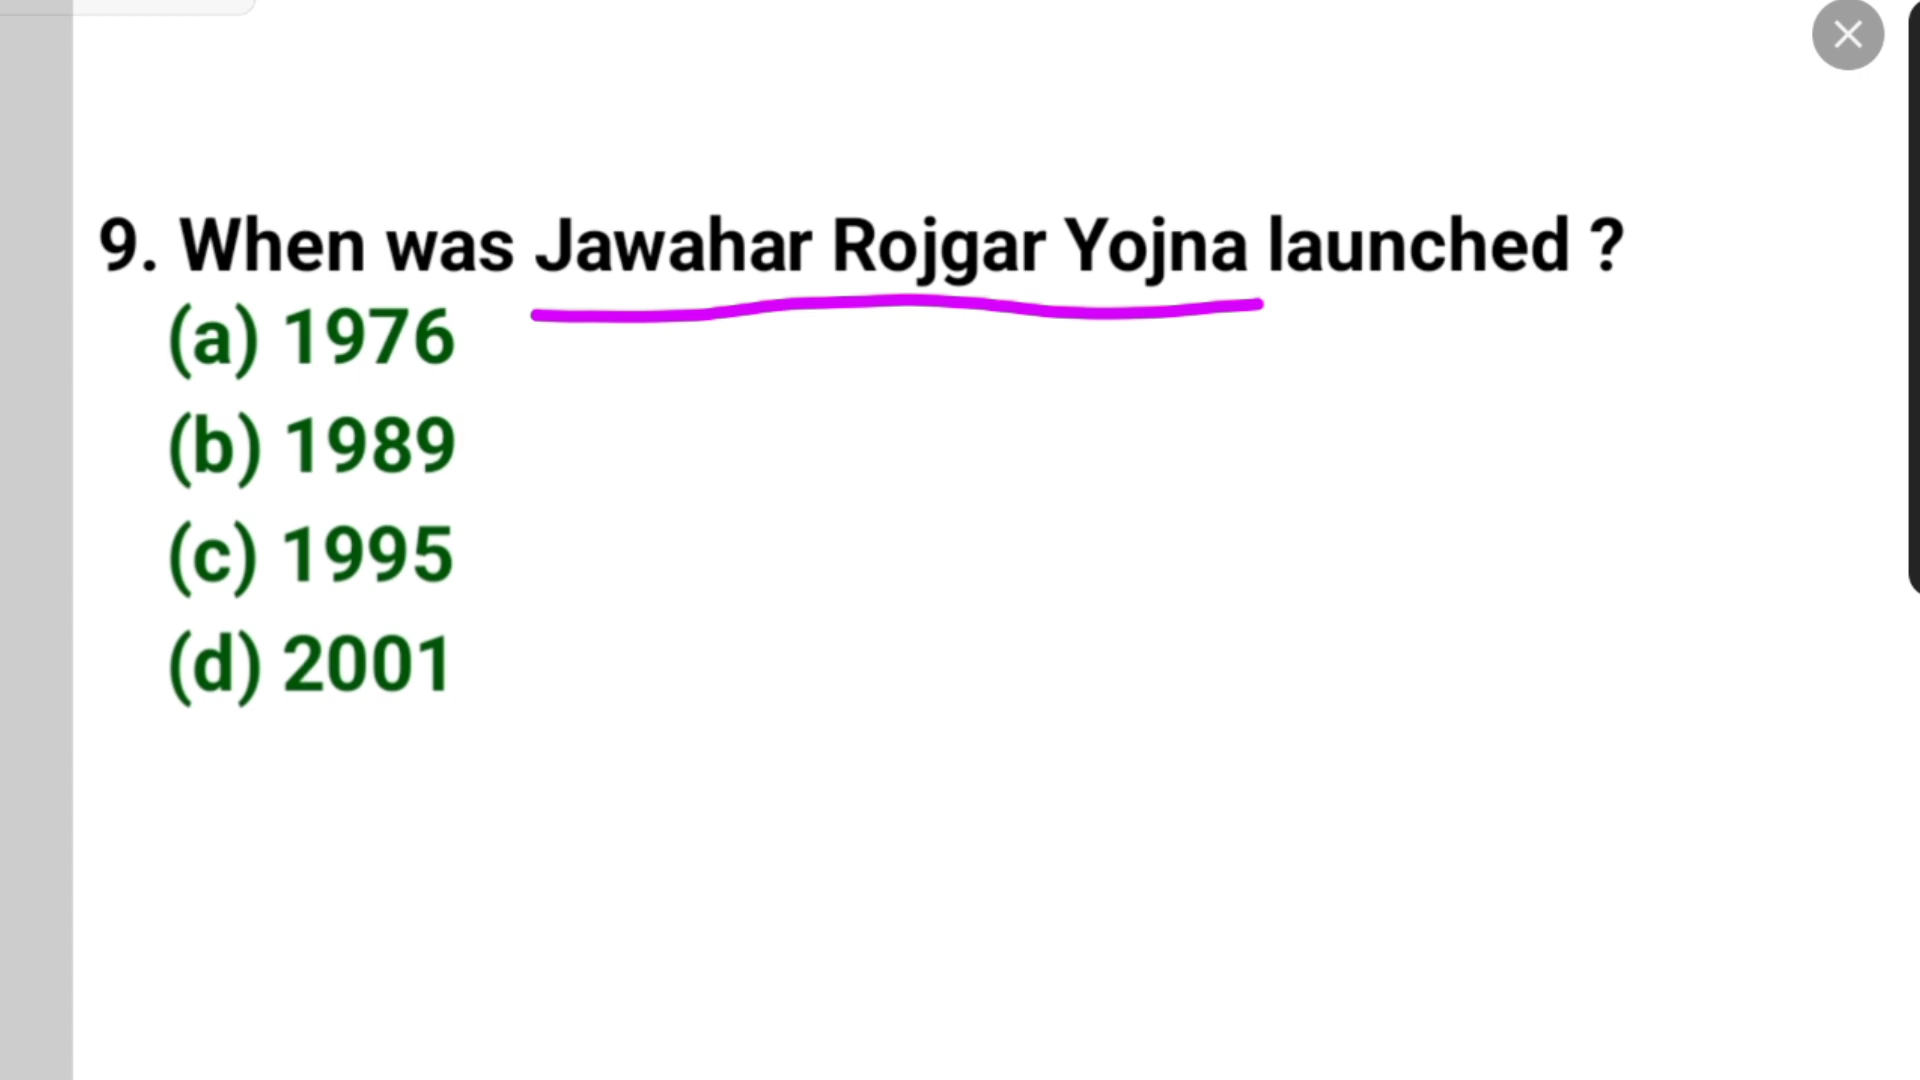 9. When was Jawahar Rojgar Yojna launched ?
(a) 1976
(b) 1989
(c) 1995
(d) 2001